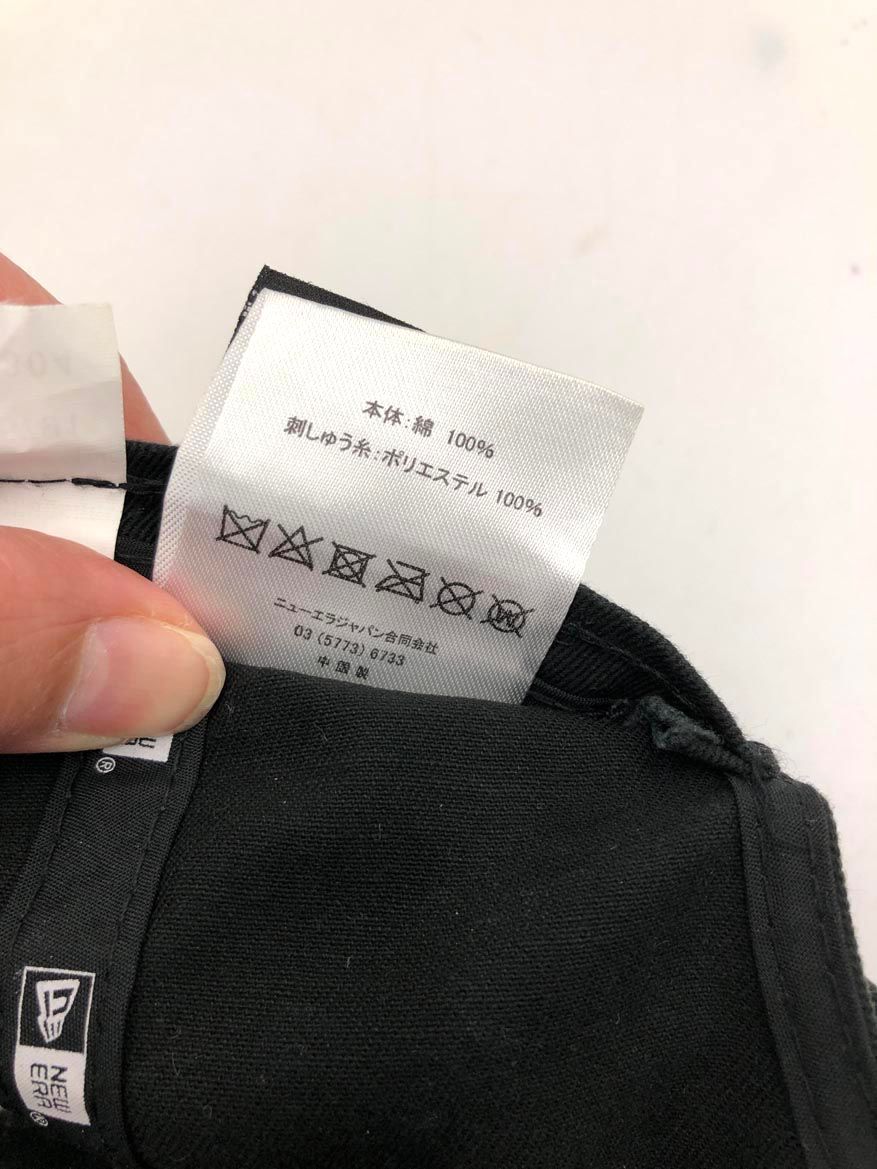 本体：綿 100%
刺しゅう糸：ポリエステル 100%
W
ニューエラジャパン合同会社
03 (5773) 6733
中国製
®
NEW
ERA®